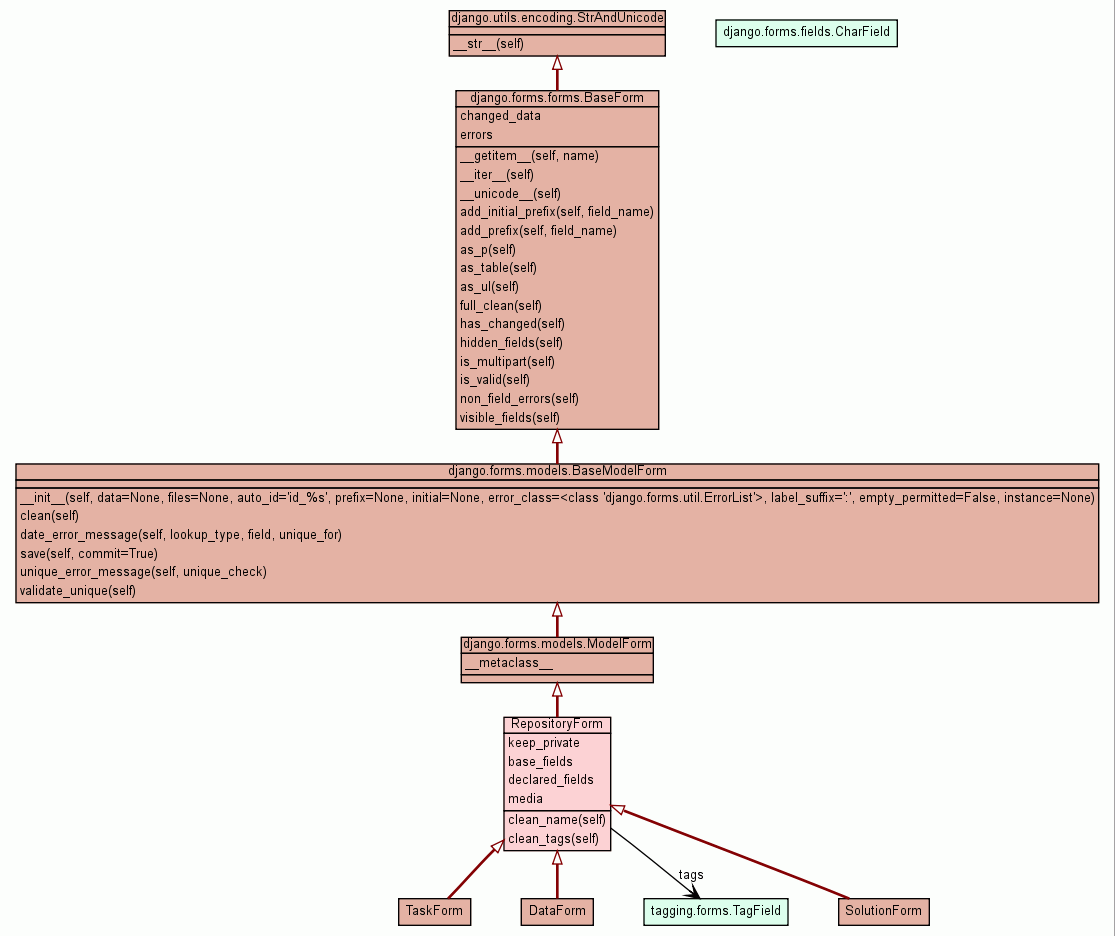 django.utils.encoding.StrAndUnicode
__str__(self)
django.forms.fields.CharField
django.forms.forms.BaseForm
changed_data
errors
__getitem__(self, name)
__iter__(self)
__unicode__(self)
add_initial_prefix(self, field_name)
add_prefix(self, field_name)
as_p(self)
as_table(self)
as_ul(self)
full_clean(self)
has_changed(self)
hidden_fields(self)
is_multipart(self)
is_valid(self)
non_field_errors(self)
visible_fields(self)
django.forms.models.BaseModelForm
__init__(self, data=None, files=None, auto_id='id_%s', prefix=None, initial=None, error_class=<class 'django.forms.util.ErrorList'>, label_suffix=':', empty_permitted=False, instance=None)
clean(self)
date_error_message(self, lookup_type, field, unique_for)
save(self, commit=True)
unique_error_message(self, unique_check)
validate_unique(self)
django.forms.models.ModelForm
__metaclass__
RepositoryForm
keep_private
base_fields
declared_fields
media
clean_name(self)
clean_tags(self)
tags
TaskForm
DataForm
tagging.forms.TagField
SolutionForm